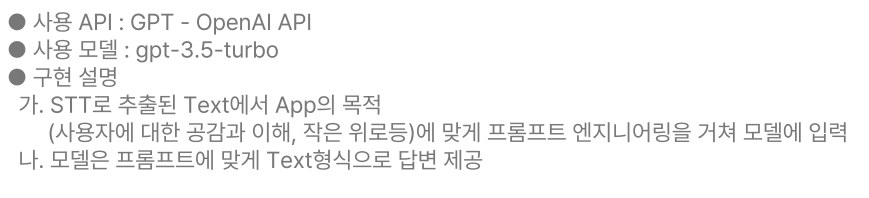 ● 사용 API : GPT - OpenAI API
● 사용 모델 : gpt-3.5-turbo
● 구현 설명
가. STT로 추출된 Text에서 App의 목적
(사용자에 대한 공감과 이해, 작은 위로등)에 맞게 프롬프트 엔지니어링을 거쳐 모델에 입력
나. 모델은 프롬프트에 맞게 Text형식으로 답변 제공